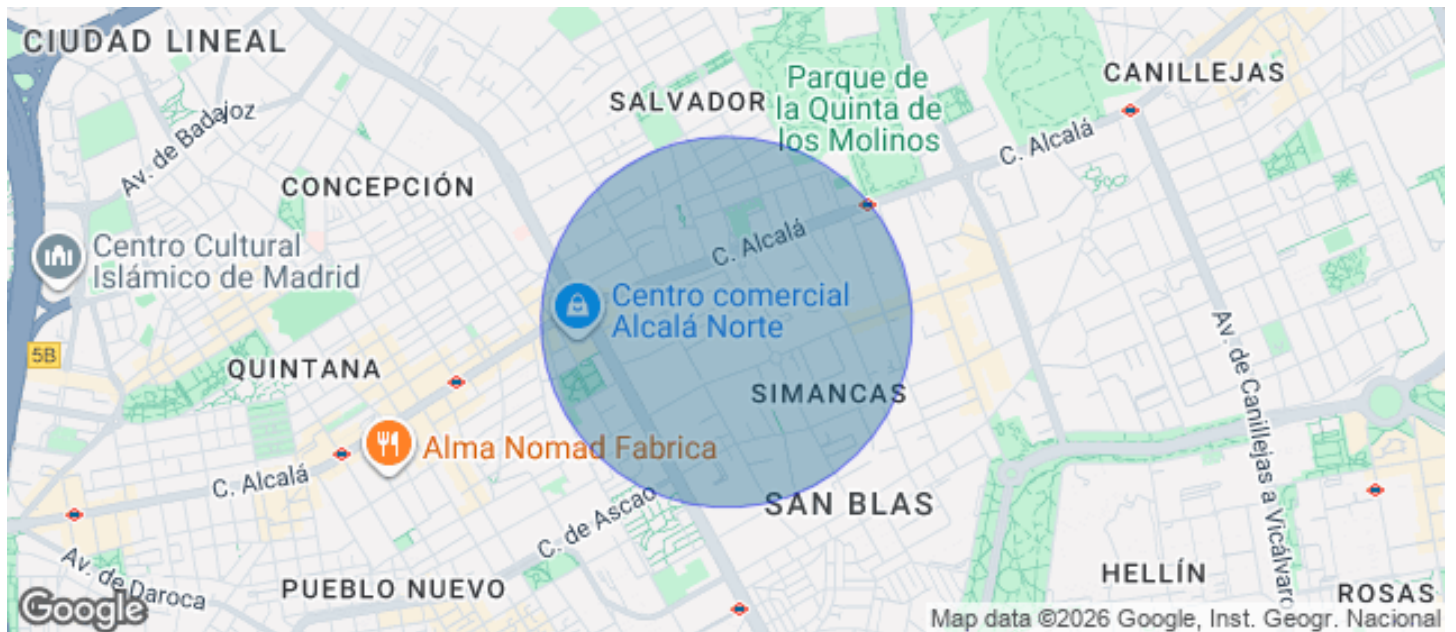 CIUDAD LINEAL
SALVADOR
Parque de
la Quinta de
los Molinos
CANILLEJAS
Av. de Badajoz
C. Alcalá
CONCEPCIÓN
Centro Cultural
Islámico de Madrid
C. Alcalá
Centro comercial
Alcalá Norte
5B
QUINTANA
SIMANCAS
Av. de Canillejas a Vicálvaro
Alma Nomad Fabrica
C. Alcalá
SAN BLAS
C. de Ascao
Av. de Daroca
PUEBLO NUEVO
HELLÍN
ROSAS
Google
Map data ©2026 Google, Inst. Geogr. Nacional